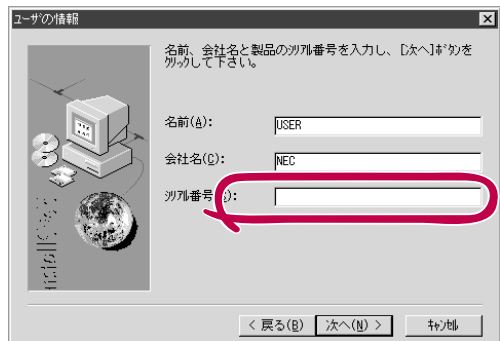 ユーザの情報
名前、会社名と製品のｼﾘｱﾙ番号を入力し、[次へ]ﾎﾞﾀﾝを
ｸﾘｯｸして下さい。
名前(A):
USER
会社名(C):
NEC
ｼﾘｱﾙ番号(S):
< 戻る(B)
次へ(N) >
ｷｬﾝｾﾙ